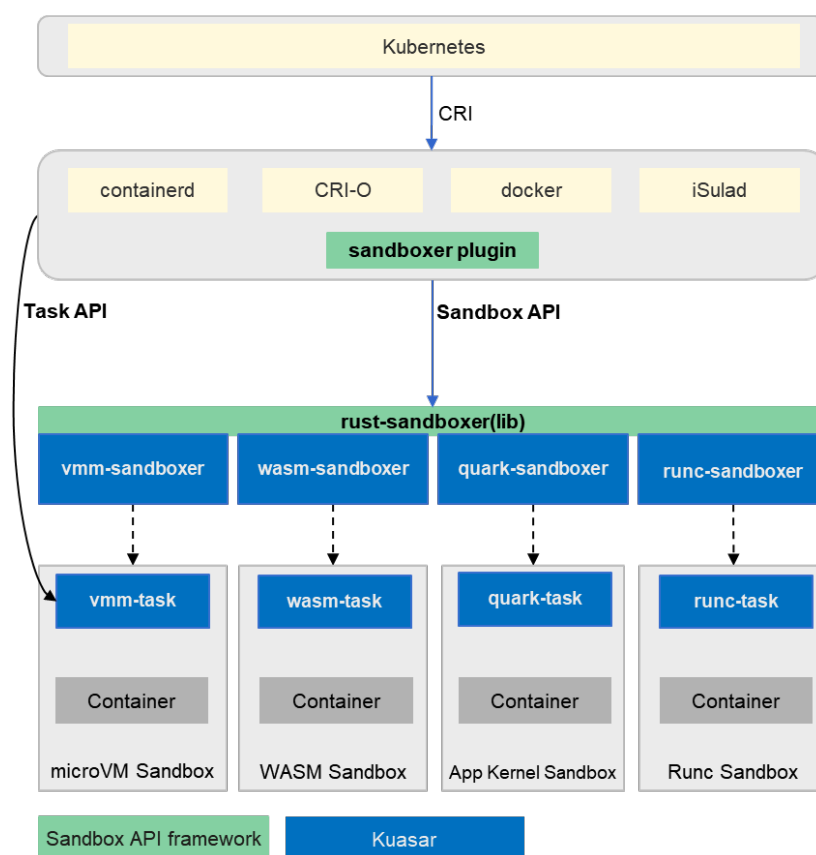 Kubernetes
CRI
containerd
CRI-O
docker
iSulad
sandboxer plugin
Task API
Sandbox API
rust-sandboxer(lib)
vmm-sandboxer
wasm-sandboxer
quark-sandboxer
runc-sandboxer
vmm-task
wasm-task
quark-task
runc-task
Container
Container
Container
Container
microVM Sandbox
WASM Sandbox
App Kernel Sandbox
Runc Sandbox
Sandbox API framework
Kuasar